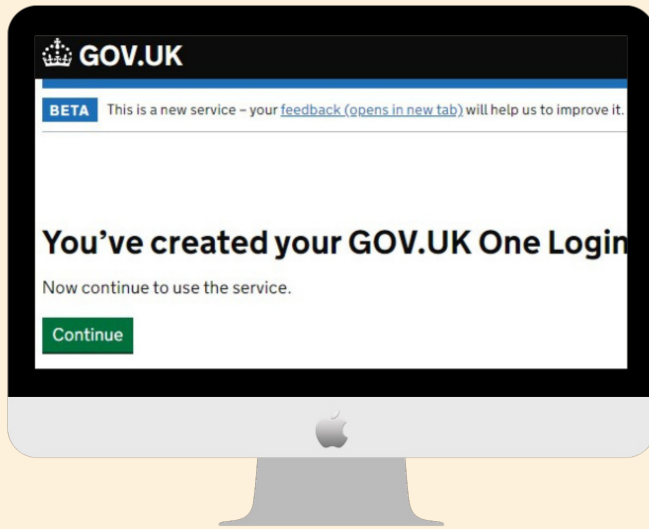 GOV.UK
BETA This is a new service – your feedback (opens in new tab) will help us to improve it.
You’ve created your GOV.UK One Login
Now continue to use the service.
Continue